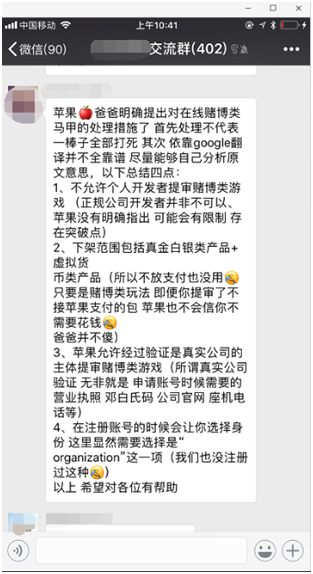 中国移动
上午10:41
微信(90)
交流群(402)
苹果🍎爸爸明确提出对在线赌博类
马甲的处理措施了 首先处理不代表
一棒子全部打死 其次 依靠google翻
译并不全靠谱 尽量能够自己分析原
文意思，以下总结四点：
1、不允许个人开发者提审赌博类游
戏 （正规公司开发者并非不可以、
苹果没有明确指出 可能会有限制 存
在突破点）
2、下架范围包括真金白银类产品+
虚拟货
币类产品（所以不放支付也没用😂
只要是赌博类玩法 即便你提审了不
接苹果支付的包 苹果也不会信你不
需要花钱😂
爸爸并不傻）
3、苹果允许经过验证是真实公司的
主体提审赌博类游戏（所谓真实公司
验证 无非就是 申请账号时候需要的
营业执照 邓白氏码 公司官网 座机电
话等）
4、在注册账号的时候会让你选择身
份 这里显然需要选择是“
organization”这一项（我们也没注册
过这种😂）
以上 希望对各位有帮助